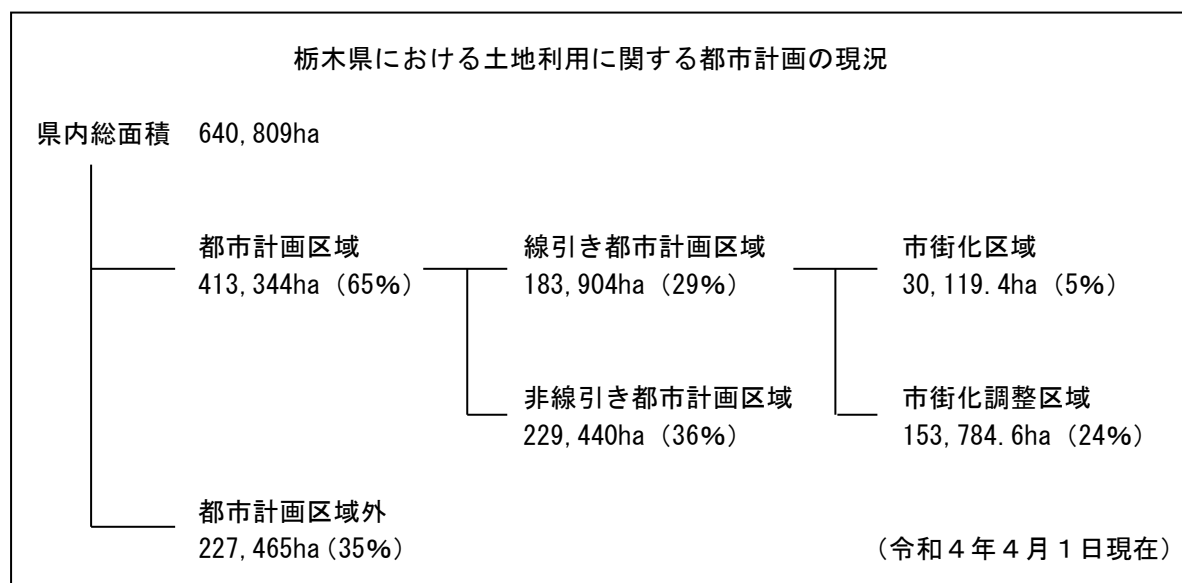 栃木県における土地利用に関する都市計画の現況
県内総面積　640,809ha
都市計画区域
413,344ha（65％）
線引き都市計画区域
183,904ha（29％）
市街化区域
30,119.4ha（5％）
非線引き都市計画区域
229,440ha（36％）
市街化調整区域
153,784.6ha（24％）
都市計画区域外
227,465ha（35％）
（令和４年４月１日現在）